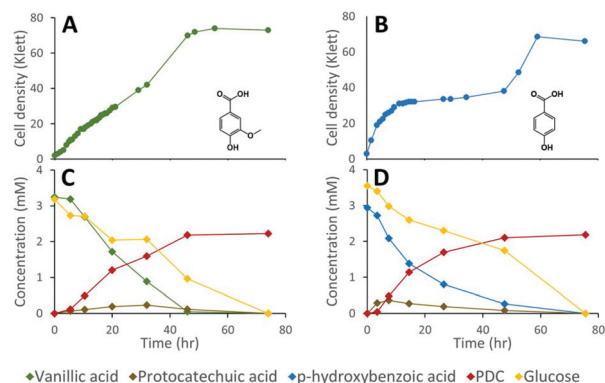 A
B
Cell density (Klett)
80
60
40
20
0
O
OH
O
OH
Cell density (Klett)
80
60
40
20
0
O
OH
OH
C
D
Concentration (mM)
4
3
2
1
0
0 20 40 60 80
Time (hr)
Concentration (mM)
4
3
2
1
0
0 20 40 60 80
Time (hr)
Vanillic acid Protocatechuic acid p-hydroxybenzoic acid PDC Glucose